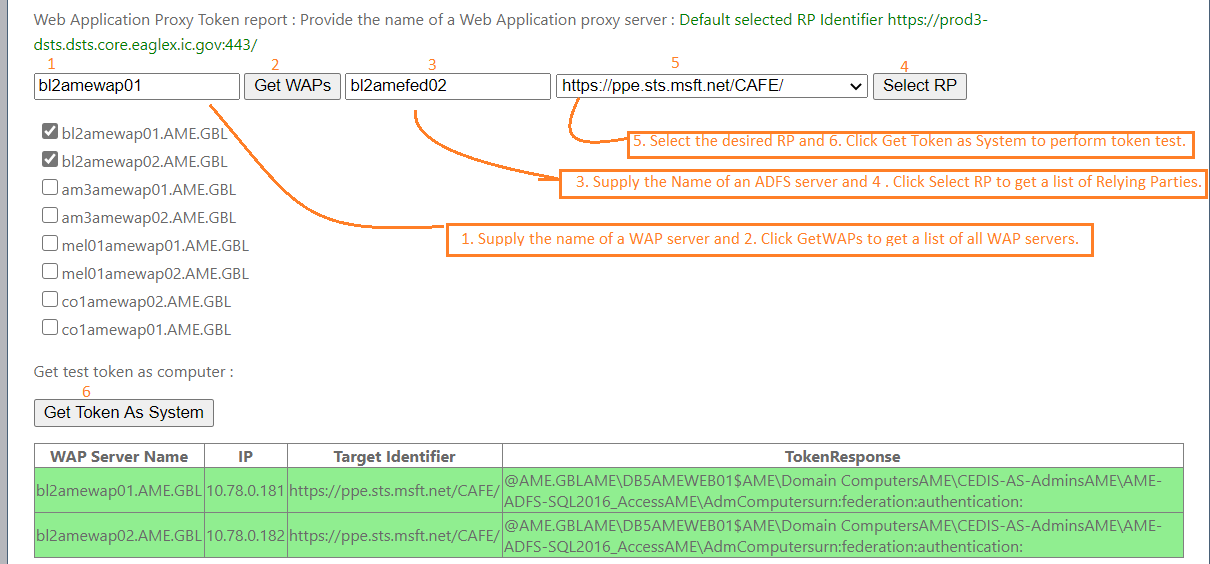 Web Application Proxy Token report : Provide the name of a Web Application proxy server : Default selected RP Identifier https://prod3-
dsts.dsts.core.eaglex.ic.gov:443/
1 2 3 5 4
bl2amewap01 Get WAPs bl2amefed02 https://ppe.sts.msft.net/CAFE/ Select RP
bl2amewap01.AME.GBL
5. Select the desired RP and 6. Click Get Token as System to perform token test.
bl2amewap02.AME.GBL
am3amewap01.AME.GBL
3. Supply the Name of an ADFS server and 4 . Click Select RP to get a list of Relying Parties.
am3amewap02.AME.GBL
mel01amewap01.AME.GBL
1. Supply the name of a WAP server and 2. Click GetWAPs to get a list of all WAP servers.
mel01amewap02.AME.GBL
co1amewap02.AME.GBL
co1amewap01.AME.GBL
Get test token as computer :
6
Get Token As System
WAP Server Name IP Target Identifier TokenResponse
bl2amewap01.AME.GBL 10.78.0.181 https://ppe.sts.msft.net/CAFE/ @AME.GBLAME\DB5AMEWEB01$AME\Domain ComputersAME\CEDIS-AS-AdminsAME\AME-
ADFS-SQL2016_AccessAME\AdmComputersurn:federation:authentication:
bl2amewap02.AME.GBL 10.78.0.182 https://ppe.sts.msft.net/CAFE/ @AME.GBLAME\DB5AMEWEB01$AME\Domain ComputersAME\CEDIS-AS-AdminsAME\AME-
ADFS-SQL2016_AccessAME\AdmComputersurn:federation:authentication: